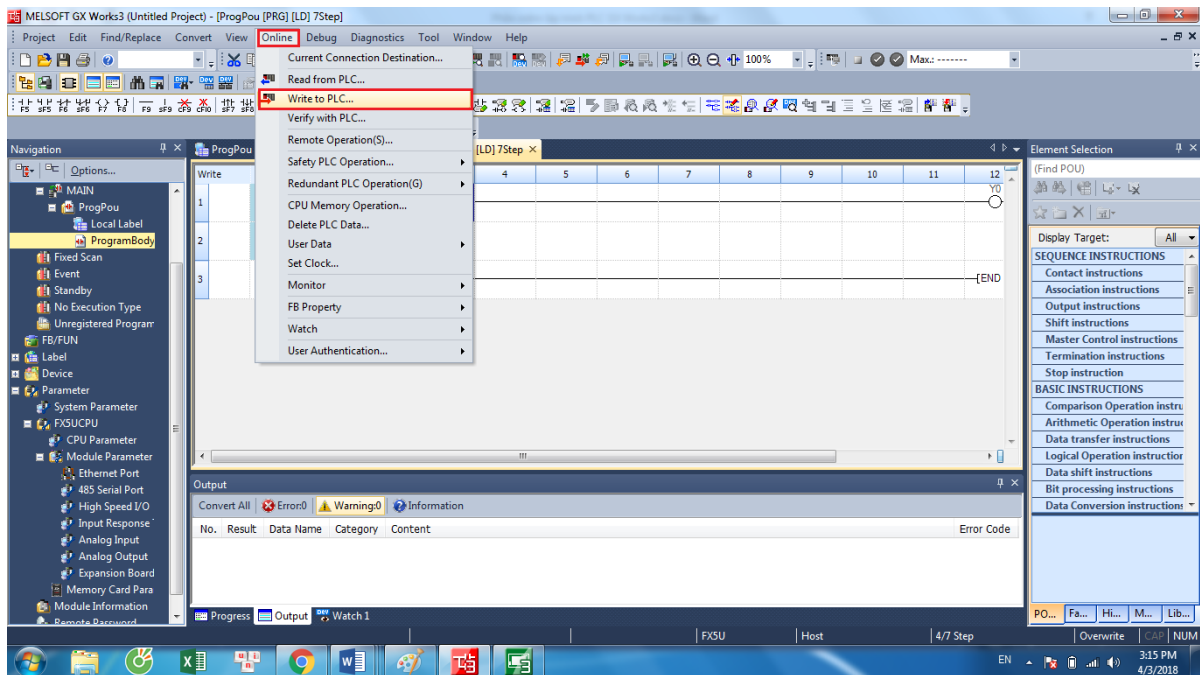 MELSOFT GX Works3 (Untitled Project) - [ProgPou [PRG] [LD] 7Step]
Project Edit Find/Replace Convert View Online Debug Diagnostics Tool Window Help
100% Max.: -------
Current Connection Destination...
Read from PLC...
Write to PLC...
Verify with PLC...
Remote Operation(S)...
Safety PLC Operation...
Redundant PLC Operation(G)
CPU Memory Operation...
Delete PLC Data...
User Data
Set Clock...
Monitor
FB Property
Watch
User Authentication...
Navigation
Options...
MAIN
ProgPou
Local Label
ProgramBody
Fixed Scan
Event
Standby
No Execution Type
Unregistered Program
FB/FUN
Label
Device
Parameter
System Parameter
FX5UCPU
CPU Parameter
Module Parameter
Ethernet Port
485 Serial Port
High Speed I/O
Input Response
Analog Input
Analog Output
Expansion Board
Memory Card Para
Module Information
Remote Password
ProgPou [LD] 7Step
Write 4 5 6 7 8 9 10 11 12
1 Y0
2
3 [END
Output
Convert All Error:0 Warning:0 Information
No. Result Data Name Category Content Error Code
Progress Output Watch 1
Element Selection
(Find POU)
Display Target: All
SEQUENCE INSTRUCTIONS
Contact instructions
Association instructions
Output instructions
Shift instructions
Master Control instructions
Termination instructions
Stop instruction
BASIC INSTRUCTIONS
Comparison Operation instru
Arithmetic Operation instruc
Data transfer instructions
Logical Operation instruction
Data shift instructions
Bit processing instructions
Data Conversion instructions
PO... Fa... Hi... M... Lib...
FX5U Host 4/7 Step Overwrite CAP NUM
EN 3:15 PM
4/3/2018